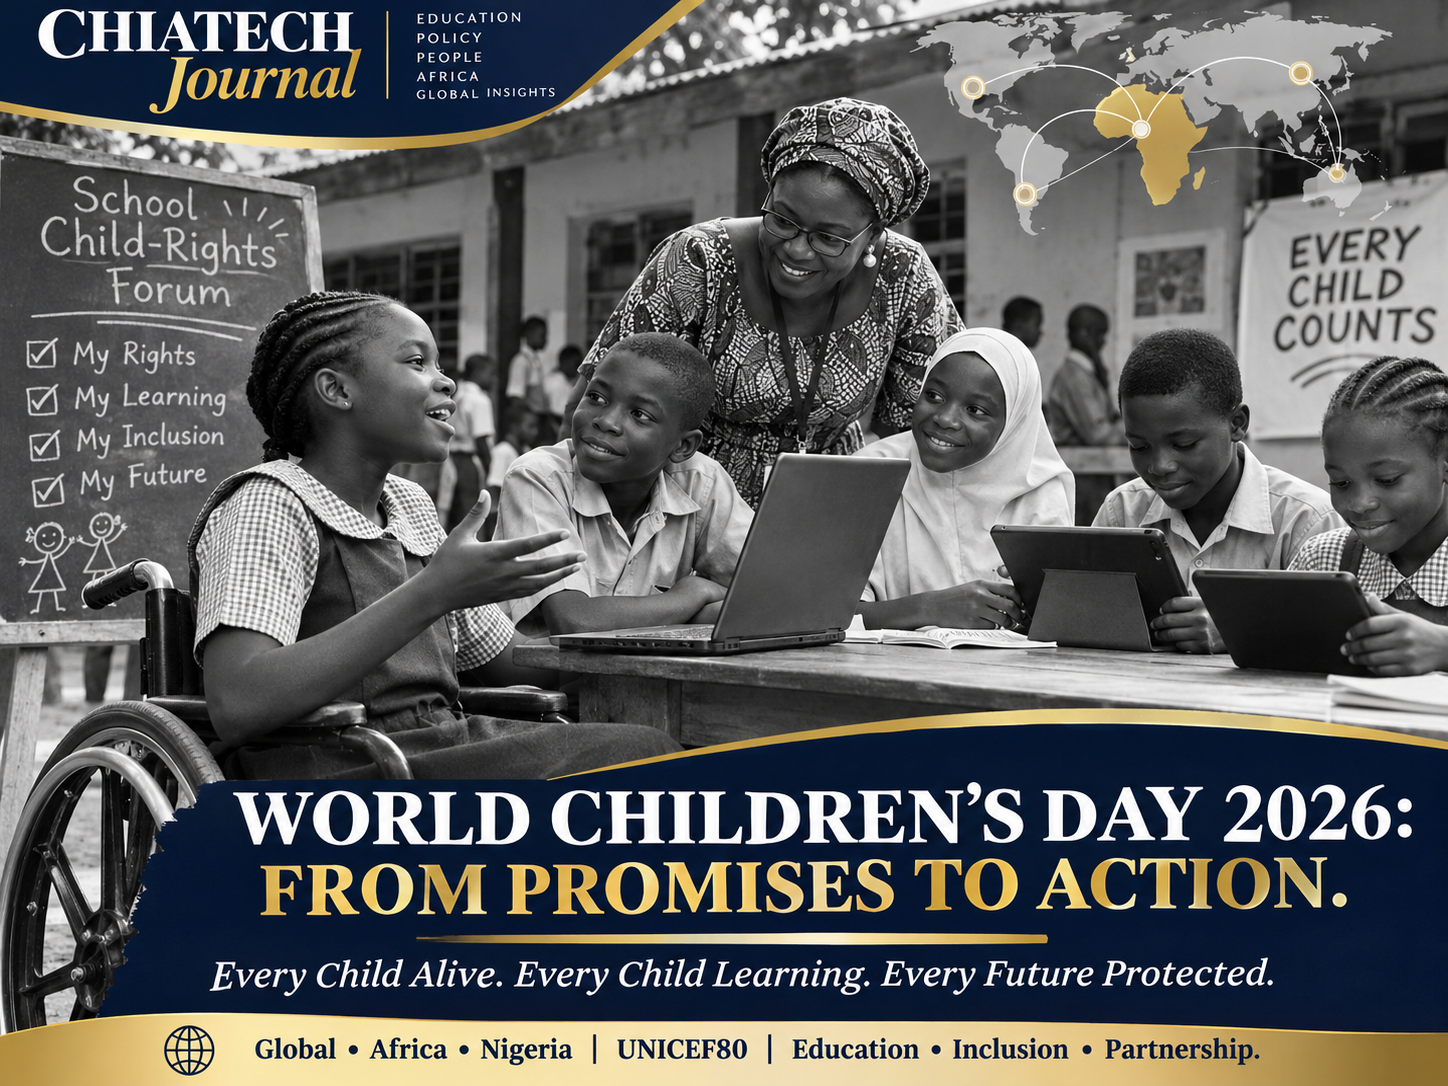 CHIATECH
Journal
EDUCATION
POLICY
PEOPLE
AFRICA
GLOBAL INSIGHTS
School
Child-Rights
Forum
☑ My Rights
☑ My Learning
☑ My Inclusion
☑ My Future
EVERY
CHILD
COUNTS
WORLD CHILDREN'S DAY 2026:
FROM PROMISES TO ACTION.
Every Child Alive. Every Child Learning. Every Future Protected.
Global • Africa • Nigeria | UNICEF80 | Education • Inclusion • Partnership.